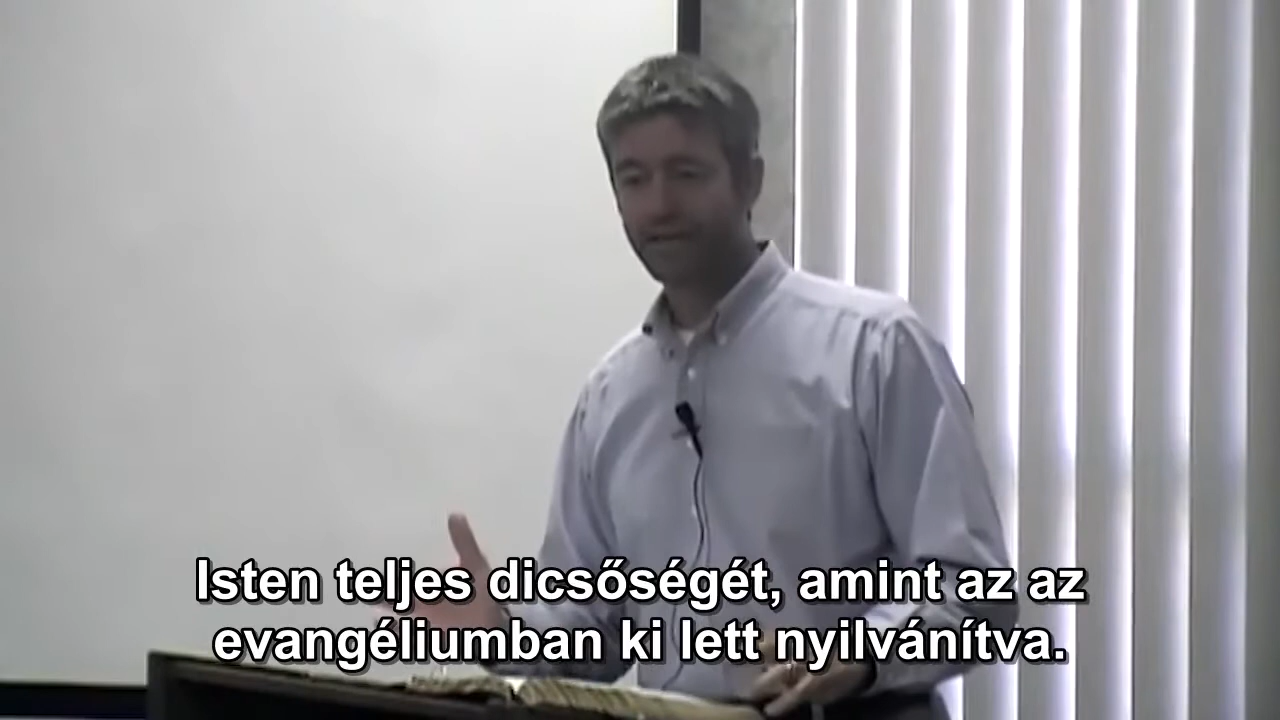 Isten teljes dicsőségét, amint az az
evangéliumban ki lett nyilvánítva.